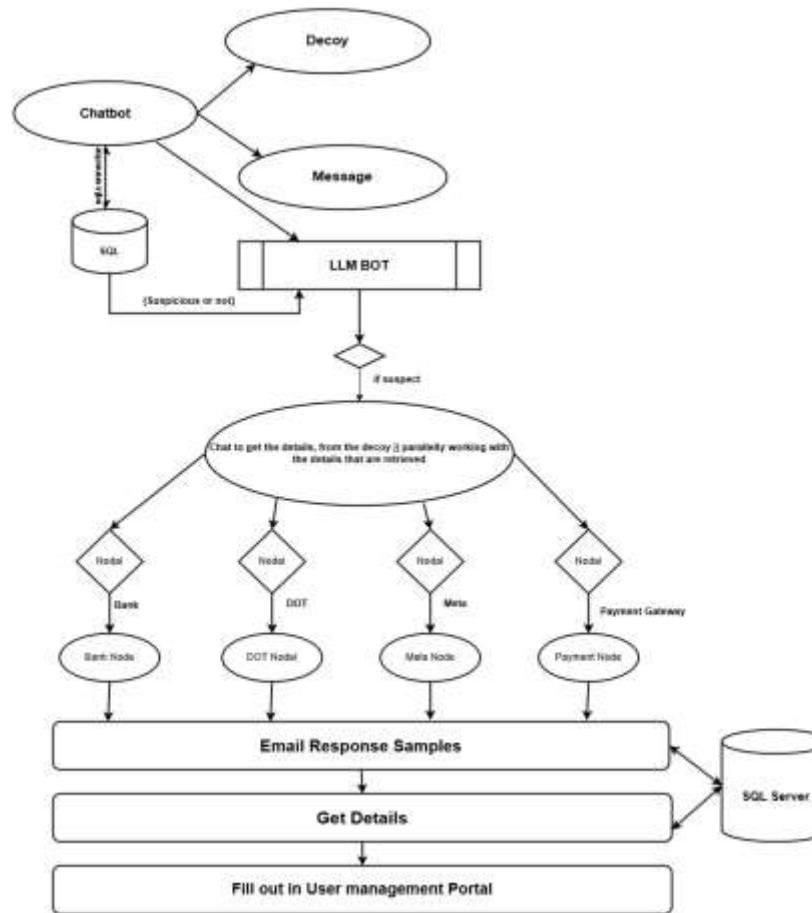 Decoy
Chatbot
Message
SQL
LLM BOT
(Suspicious or not)
if suspect
Chat to get the details, from the decoy || parallelly working with
the details that are retrieved
Nodal
Nodal
Nodal
Nodal
Bank
DOT
Meta
Payment Gateway
Bank Node
DOT Nodal
Meta Node
Payment Node
Email Response Samples
SQL Server
Get Details
Fill out in User management Portal